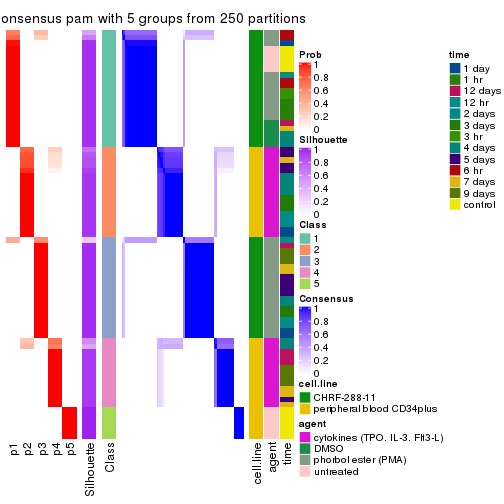 onsensus pam with 5 groups from 250 partitions
Prob
1
0.8
0.6
0.4
0.2
0
Silhouette
1
0.8
0.6
0.4
0.2
0
Class
1
2
3
4
5
Consensus
1
0.8
0.6
0.4
0.2
0
cell.line
CHRF-288-11
peripheral blood CD34plus
agent
cytokines (TPO, IL-3, Flt3-L)
DMSO
phorbol ester (PMA)
untreated
time
1 day
1 hr
12 days
12 hr
2 days
3 days
3 hr
4 days
5 days
6 hr
7 days
9 days
control
p1
p2
p3
p4
p5
Silhouette
Class
cell.line
agent
time